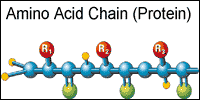 Amino Acid Chain (Protein)
R1 R2 R3